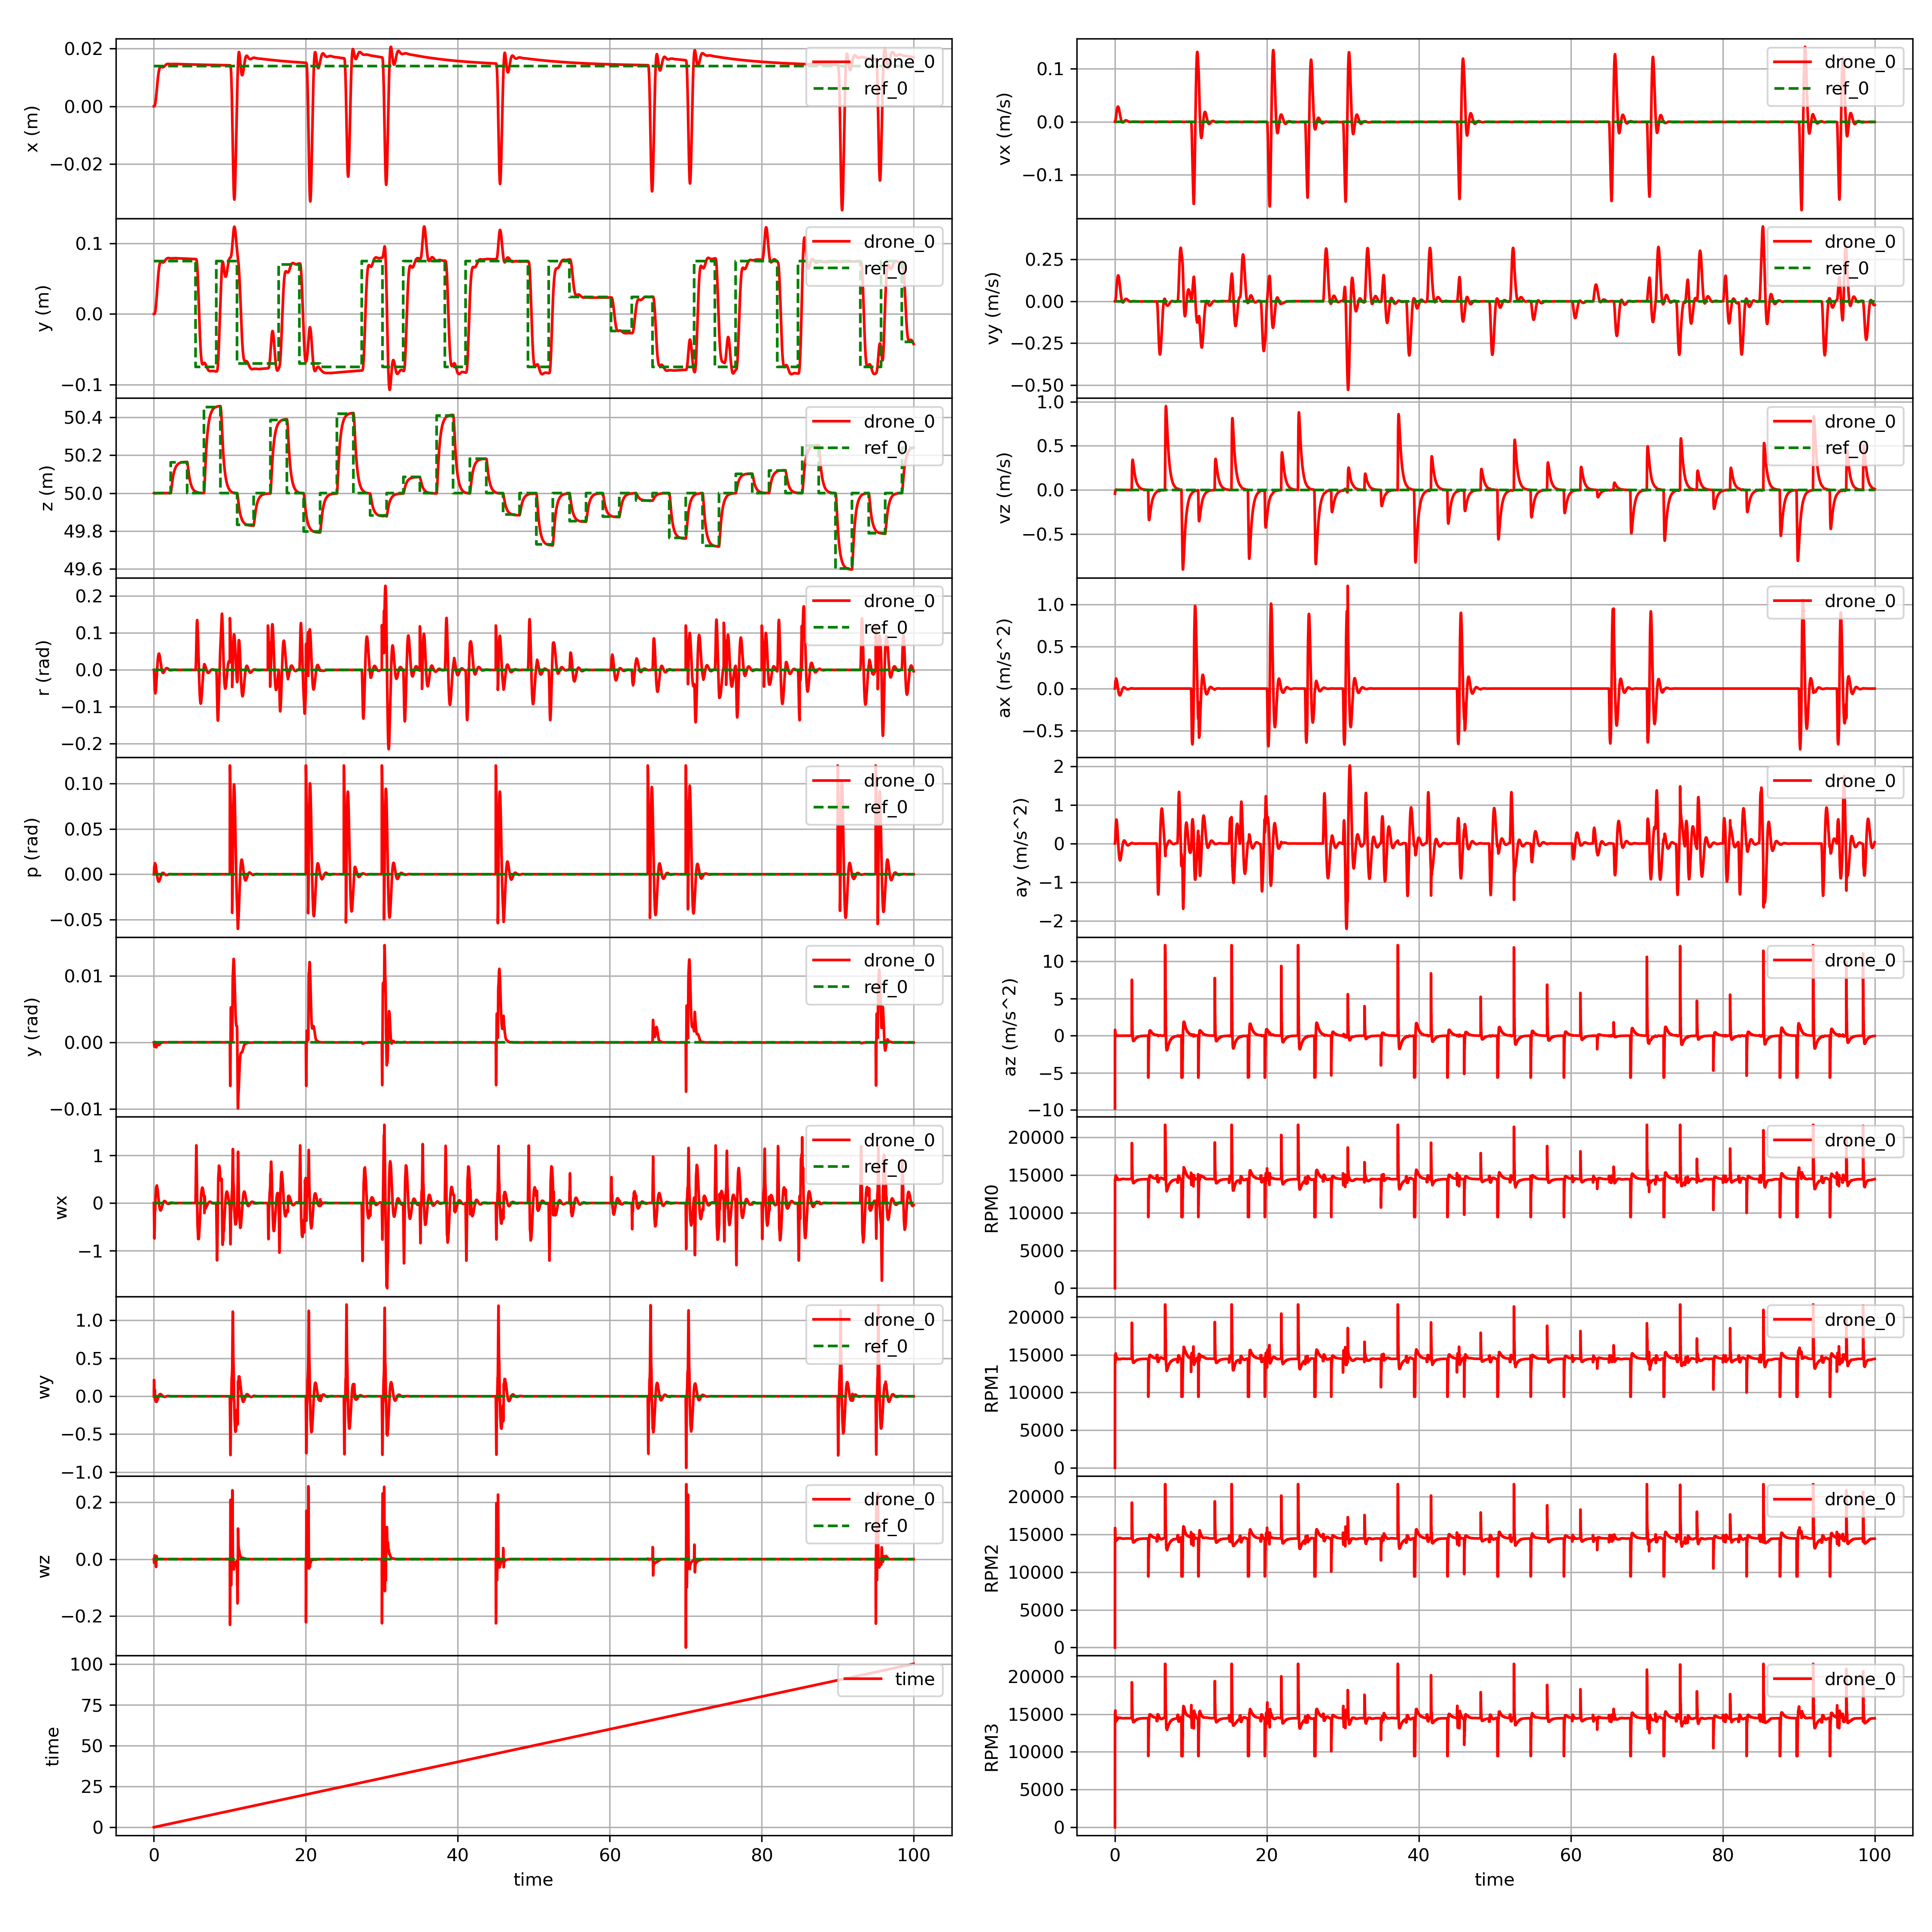 0.02
0.00
−0.02
x (m)
drone_0
ref_0
0.1
0.0
−0.1
y (m)
drone_0
ref_0
50.4
50.2
50.0
49.8
49.6
z (m)
drone_0
ref_0
0.2
0.1
0.0
−0.1
−0.2
r (rad)
drone_0
ref_0
0.10
0.05
0.00
−0.05
p (rad)
drone_0
ref_0
0.01
0.00
−0.01
y (rad)
drone_0
ref_0
1
0
−1
wx
drone_0
ref_0
1.0
0.5
0.0
−0.5
−1.0
wy
drone_0
ref_0
0.2
0.0
−0.2
wz
drone_0
ref_0
100
75
50
25
0
time
time
0 20 40 60 80 100
time
0.1
0.0
−0.1
vx (m/s)
drone_0
ref_0
0.25
0.00
−0.25
−0.50
vy (m/s)
drone_0
ref_0
1.0
0.5
0.0
−0.5
vz (m/s)
drone_0
ref_0
1.0
0.5
0.0
−0.5
ax (m/s^2)
drone_0
2
1
0
−1
−2
ay (m/s^2)
drone_0
10
5
0
−5
−10
az (m/s^2)
drone_0
20000
15000
10000
5000
0
RPM0
drone_0
20000
15000
10000
5000
0
RPM1
drone_0
20000
15000
10000
5000
0
RPM2
drone_0
20000
15000
10000
5000
0
RPM3
drone_0
0 20 40 60 80 100
time